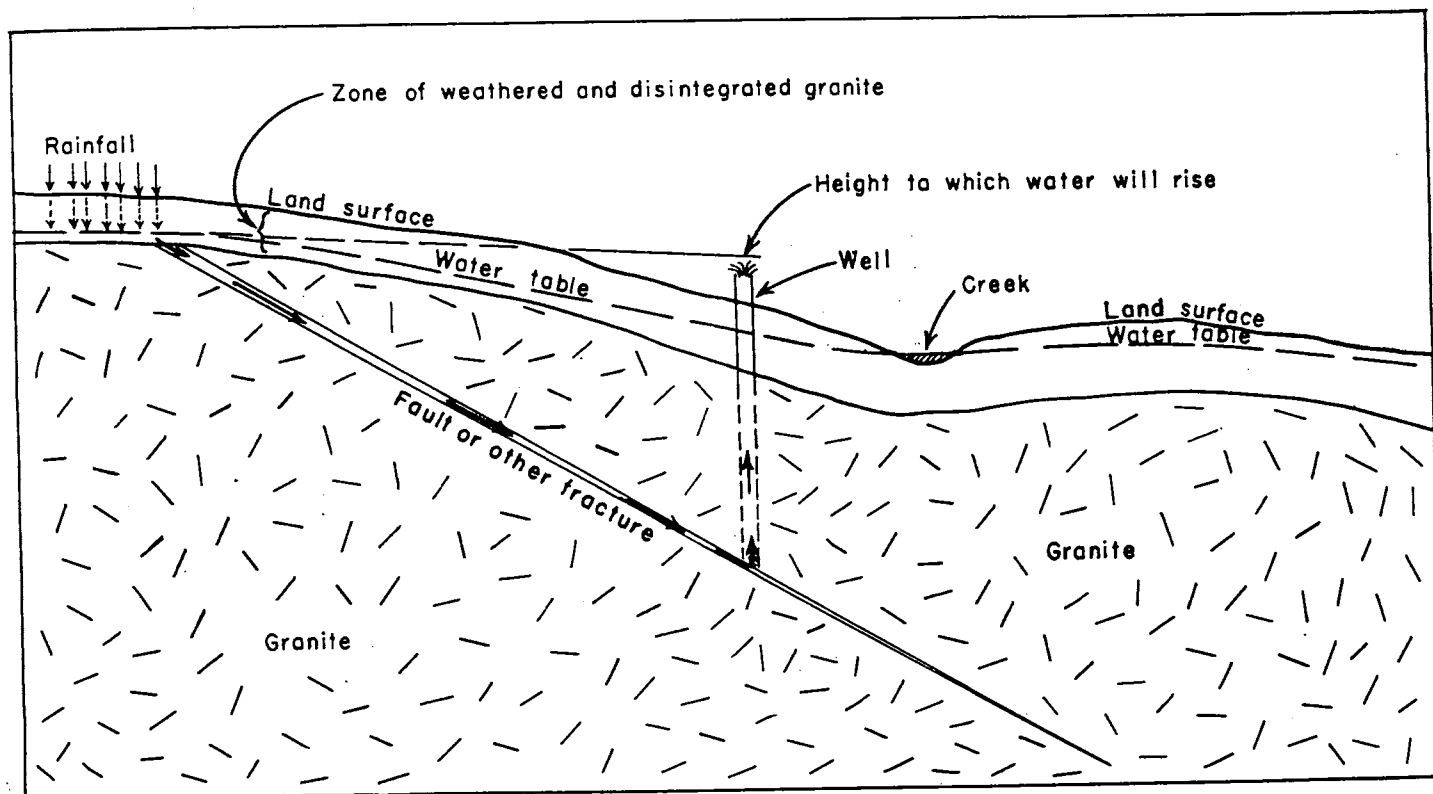 Zone of weathered and disintegrated granite
Rainfall
Height to which water will rise
Land surface
Well
Water table
Creek
Land surface
Water table
Fault or other fracture
Granite
Granite